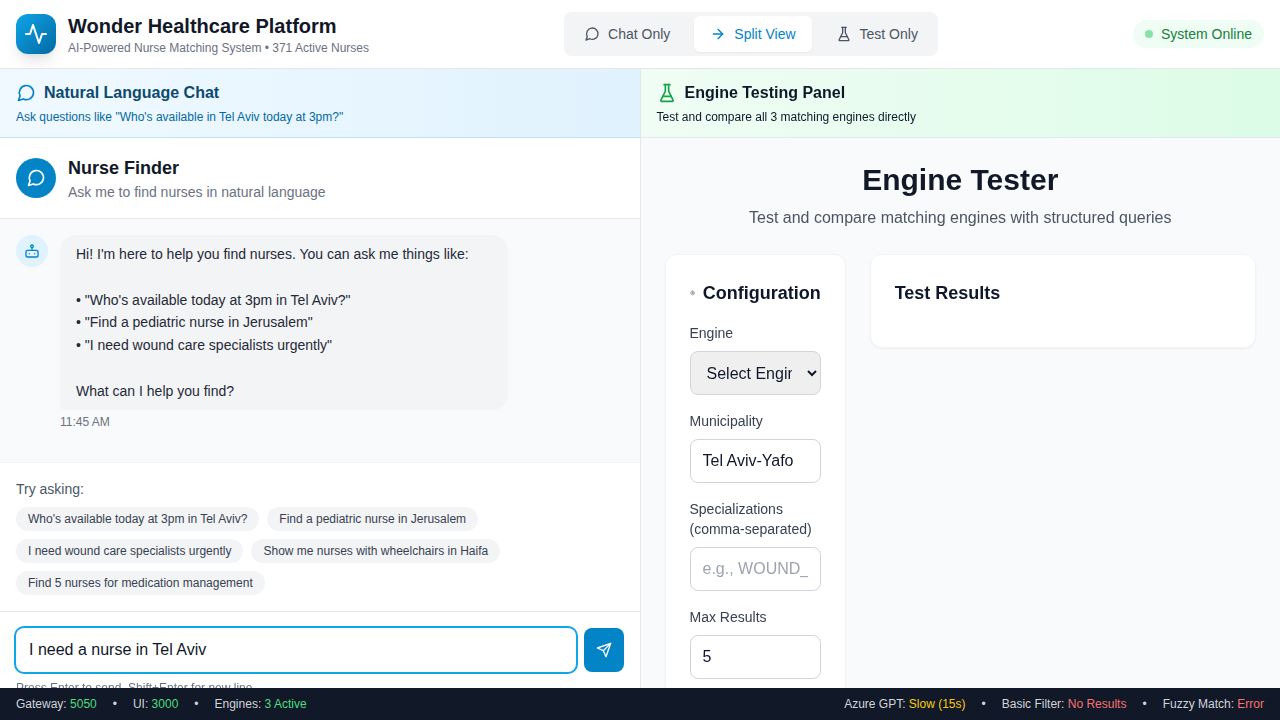 Wonder Healthcare Platform
AI-Powered Nurse Matching System • 371 Active Nurses
Chat Only
Split View
Test Only
System Online
Natural Language Chat
Ask questions like "Who's available in Tel Aviv today at 3pm?"
Engine Testing Panel
Test and compare all 3 matching engines directly
Nurse Finder
Ask me to find nurses in natural language
Hi! I'm here to help you find nurses. You can ask me things like:
• "Who's available today at 3pm in Tel Aviv?"
• "Find a pediatric nurse in Jerusalem"
• "I need wound care specialists urgently"
What can I help you find?
11:45 AM
Try asking:
Who's available today at 3pm in Tel Aviv?
Find a pediatric nurse in Jerusalem
I need wound care specialists urgently
Show me nurses with wheelchairs in Haifa
Find 5 nurses for medication management
I need a nurse in Tel Aviv
Press Enter to send, Shift+Enter for new line
Engine Tester
Test and compare matching engines with structured queries
Configuration
Engine
Select Engin
Municipality
Tel Aviv-Yafo
Specializations
(comma-separated)
e.g., WOUND_
Max Results
5
Test Results
Gateway: 5050 • UI: 3000 • Engines: 3 Active
Azure GPT: Slow (15s) • Basic Filter: No Results • Fuzzy Match: Error